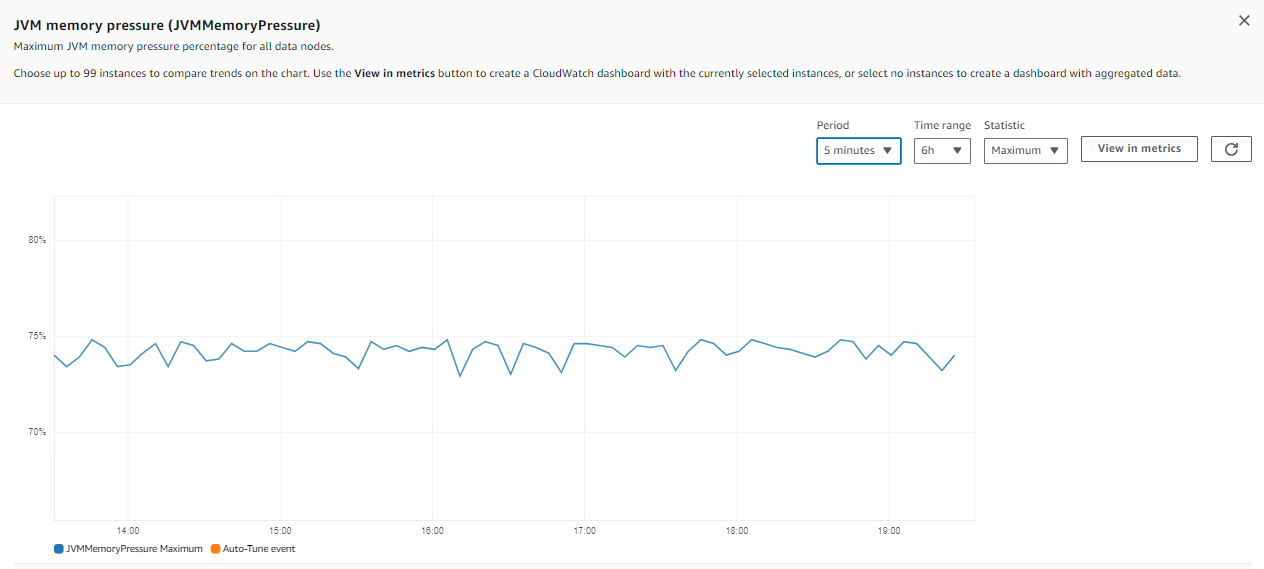 JVM memory pressure (JVMMemoryPressure)
Maximum JVM memory pressure percentage for all data nodes.
Choose up to 99 instances to compare trends on the chart. Use the View in metrics button to create a CloudWatch dashboard with the currently selected instances, or select no instances to create a dashboard with aggregated data.
Period Time range Statistic
5 minutes 6h Maximum View in metrics
80%
75%
70%
14:00 15:00 16:00 17:00 18:00 19:00
JVMMemoryPressure Maximum Auto-Tune event